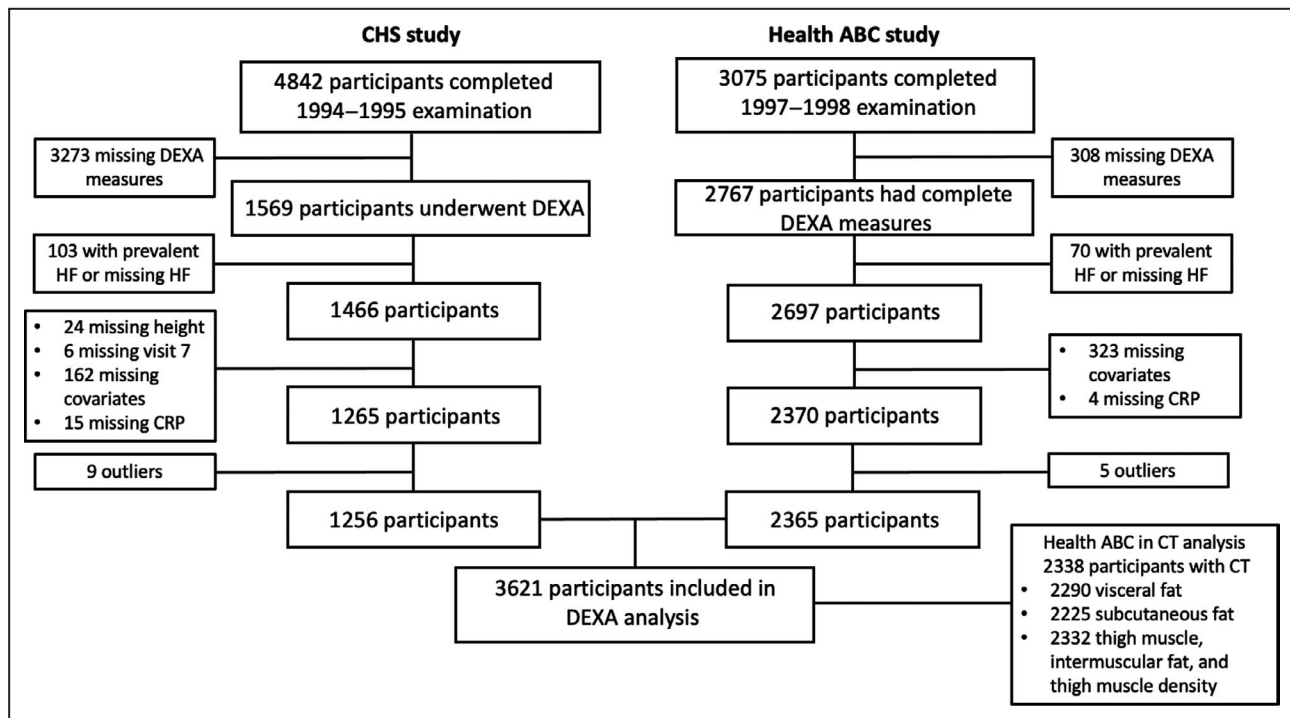 CHS study
Health ABC study
4842 participants completed
1994–1995 examination
3075 participants completed
1997–1998 examination
3273 missing DEXA
measures
308 missing DEXA
measures
1569 participants underwent DEXA
2767 participants had complete
DEXA measures
103 with prevalent
HF or missing HF
70 with prevalent
HF or missing HF
1466 participants
2697 participants
• 24 missing height
• 6 missing visit 7
• 162 missing
covariates
• 15 missing CRP
• 323 missing
covariates
• 4 missing CRP
1265 participants
2370 participants
9 outliers
5 outliers
1256 participants
2365 participants
3621 participants included in
DEXA analysis
Health ABC in CT analysis
2338 participants with CT
• 2290 visceral fat
• 2225 subcutaneous fat
• 2332 thigh muscle,
intermuscular fat, and
thigh muscle density